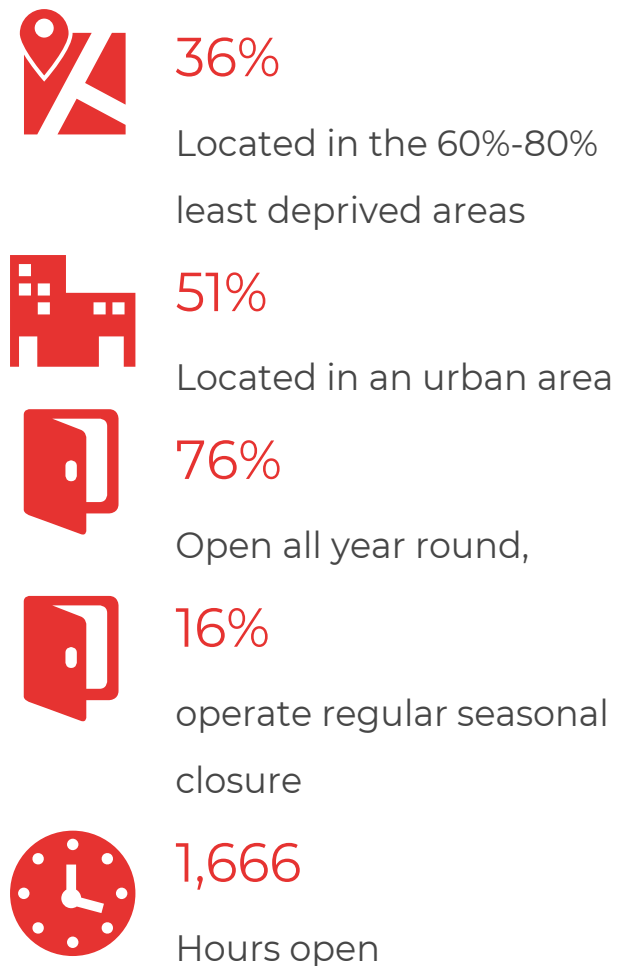 36%
Located in the 60%-80%
least deprived areas
51%
Located in an urban area
76%
Open all year round,
16%
operate regular seasonal
closure
1,666
Hours open